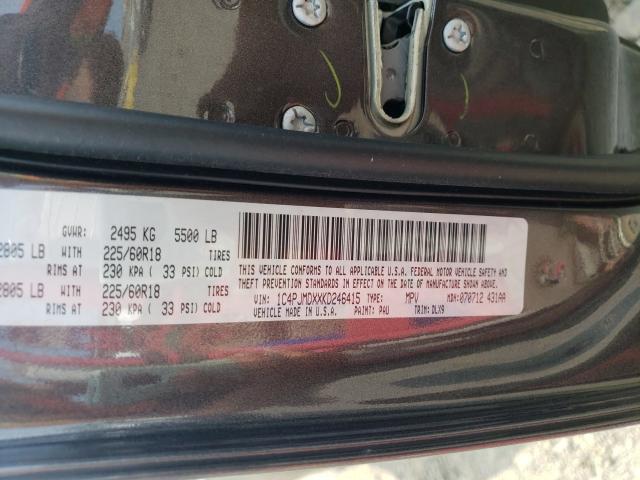 GVWR: 2495 KG 5500 LB
2805 LB WITH 225/60R18 TIRES
RIMS AT 230 KPA ( 33 PSI) COLD
2805 LB WITH 225/60R18 TIRES
RIMS AT 230 KPA ( 33 PSI) COLD
THIS VEHICLE CONFORMS TO ALL APPLICABLE U.S.A. FEDERAL MOTOR VEHICLE SAFETY AND
THEFT PREVENTION STANDARDS IN EFFECT ON THE DATE OF MANUFACTURE SHOWN ABOVE.
VIN: 1C4PJMDXXKD246415 TYPE: MPV MDH: 070712 431AA
VEHICLE MADE IN U.S.A. PAINT: PAU TRIM: DLX9